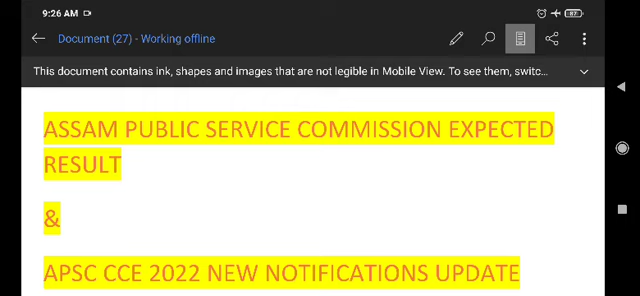 9:26 AM
87
Document (27) - Working offline
This document contains ink, shapes and images that are not legible in Mobile View. To see them, switc...
ASSAM PUBLIC SERVICE COMMISSION EXPECTED
RESULT
&
APSC CCE 2022 NEW NOTIFICATIONS UPDATE